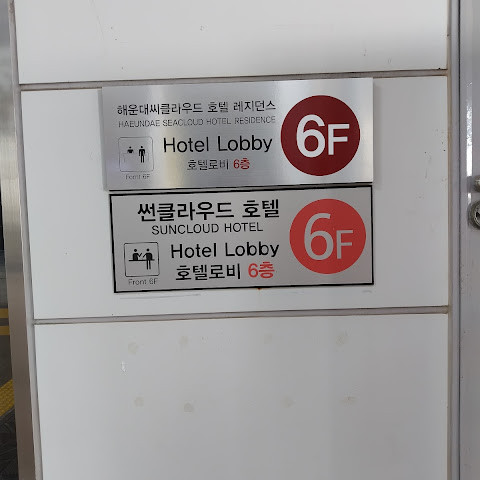 해운대씨클라우드 호텔 레지던스
HAEUNDAE SEACLOUD HOTEL RESIDENCE
Hotel Lobby
호텔로비 6층
Front 6F
6F
썬클라우드 호텔
SUNCLOUD HOTEL
Hotel Lobby
호텔로비 6층
Front 6F
6F